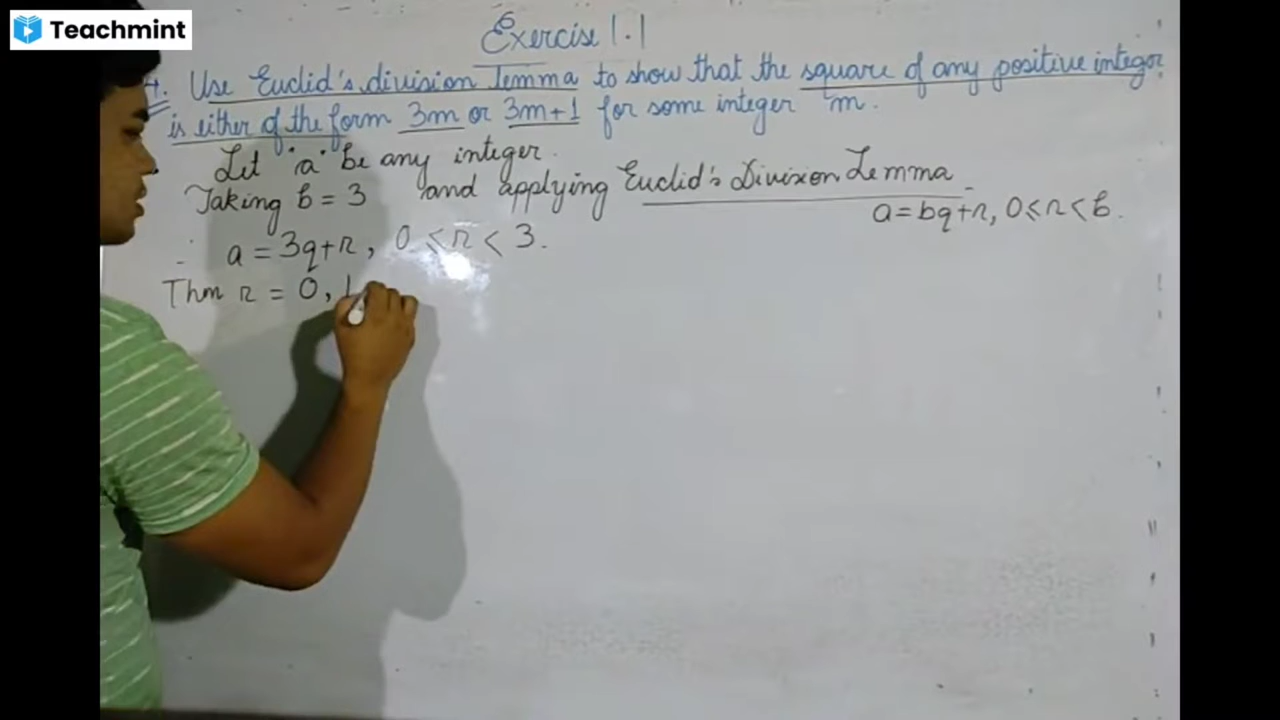 Teachmint
Exercise 1.1
4. Use Euclid's division lemma to show that the square of any positive integer
is either of the form 3m or 3m+1 for some integer m.
Let 'a' be any integer.
Taking b = 3 and applying Euclid's Division Lemma
a = bq+r, 0 ≤ r < b.
∴ a = 3q+r, 0 ≤ r < 3.
Then r = 0, 1